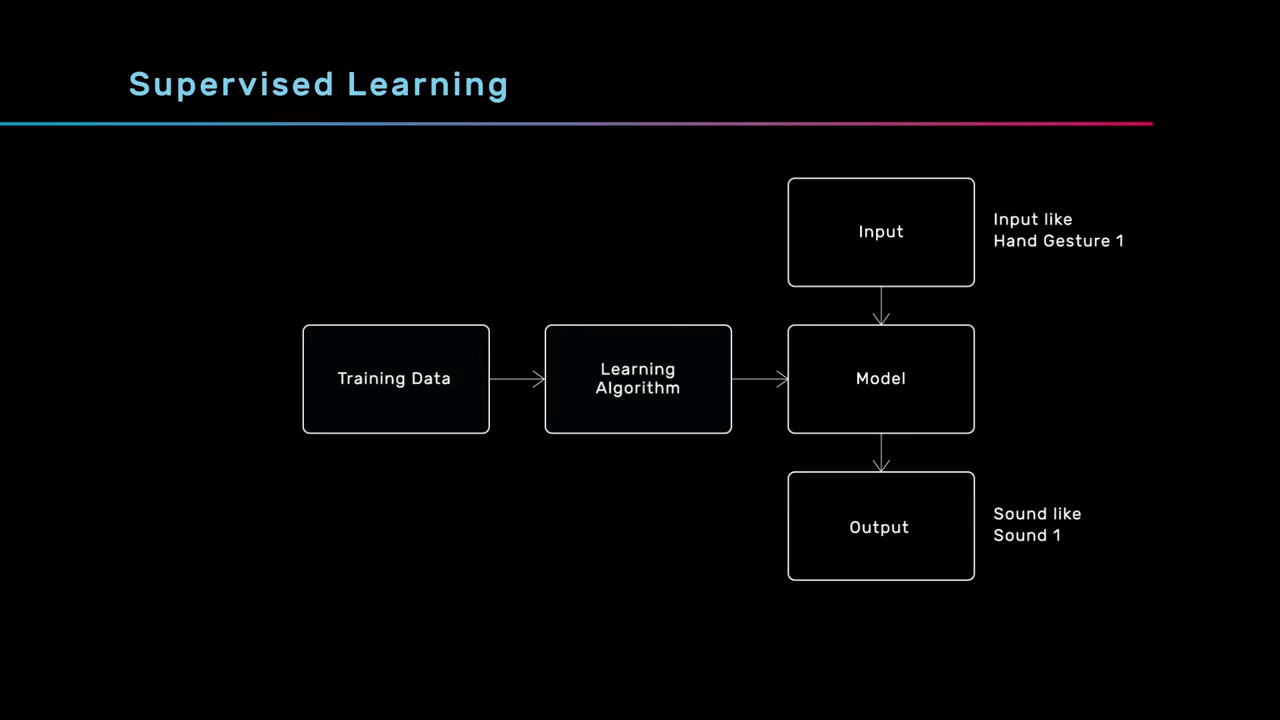 Supervised Learning
Input
Input like
Hand Gesture 1
Training Data
Learning
Algorithm
Model
Output
Sound like
Sound 1